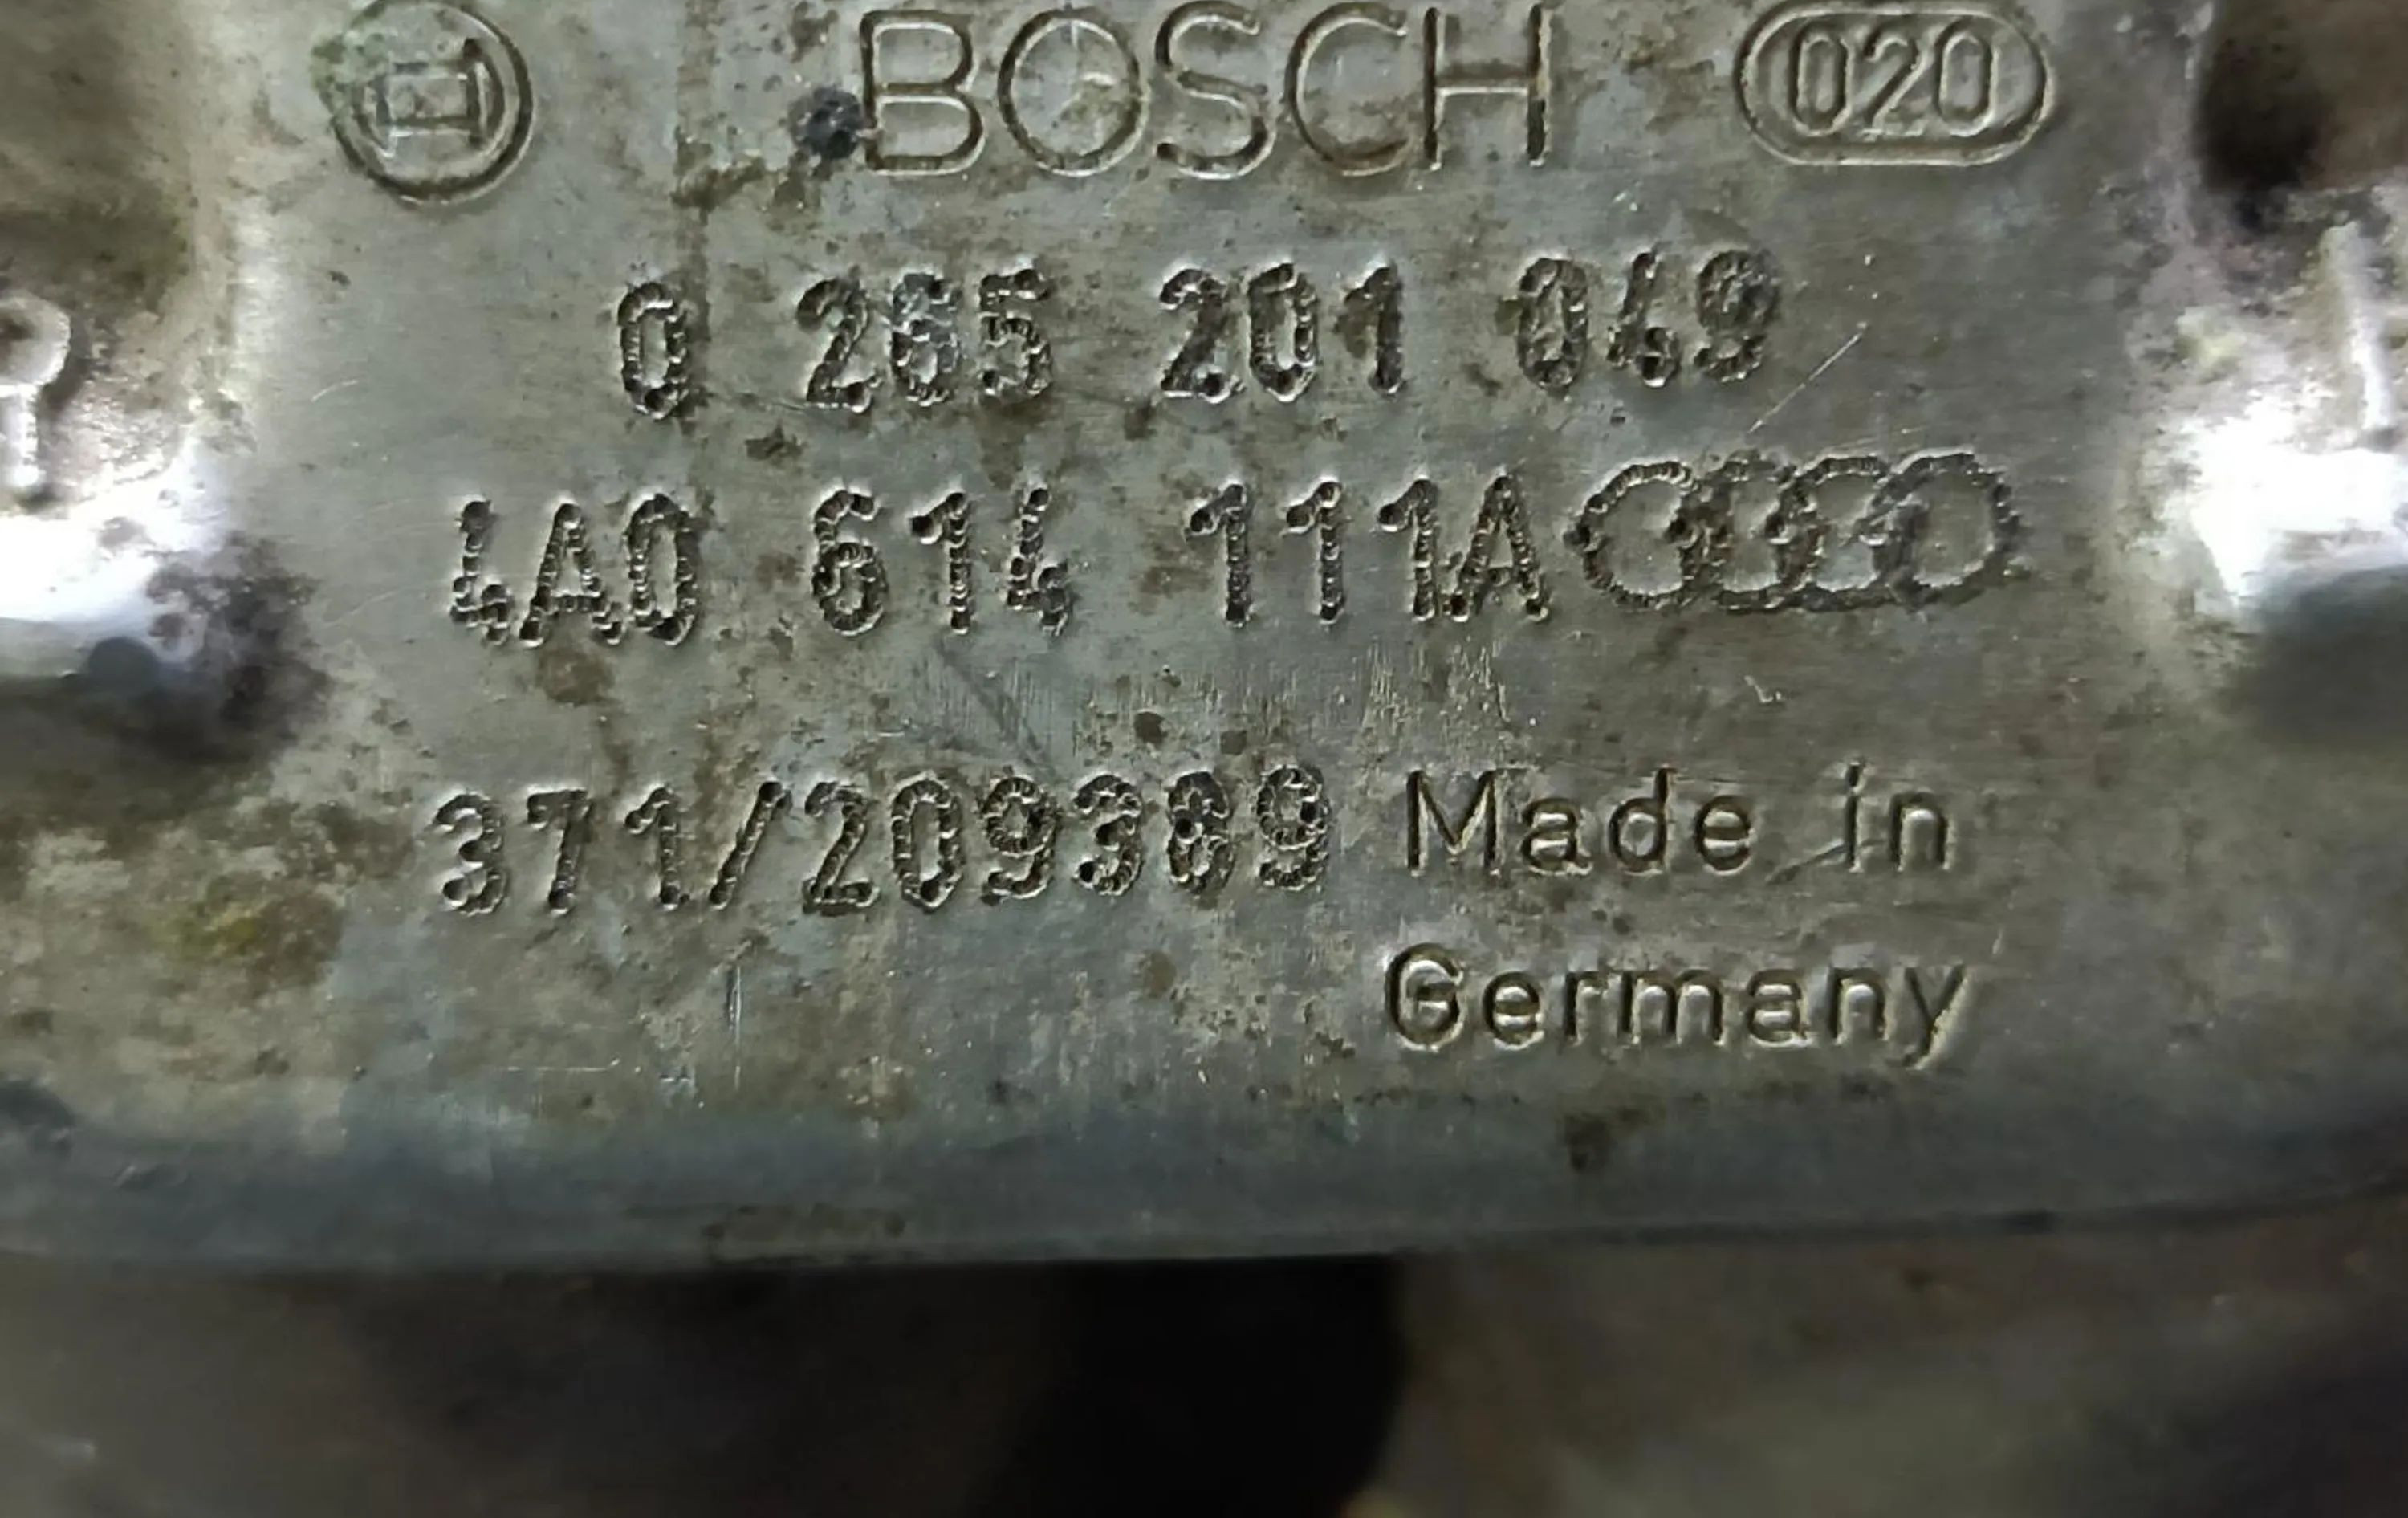 BOSCH 020
0 265 201 049
4A0 614 111A
371/209389 Made in
Germany